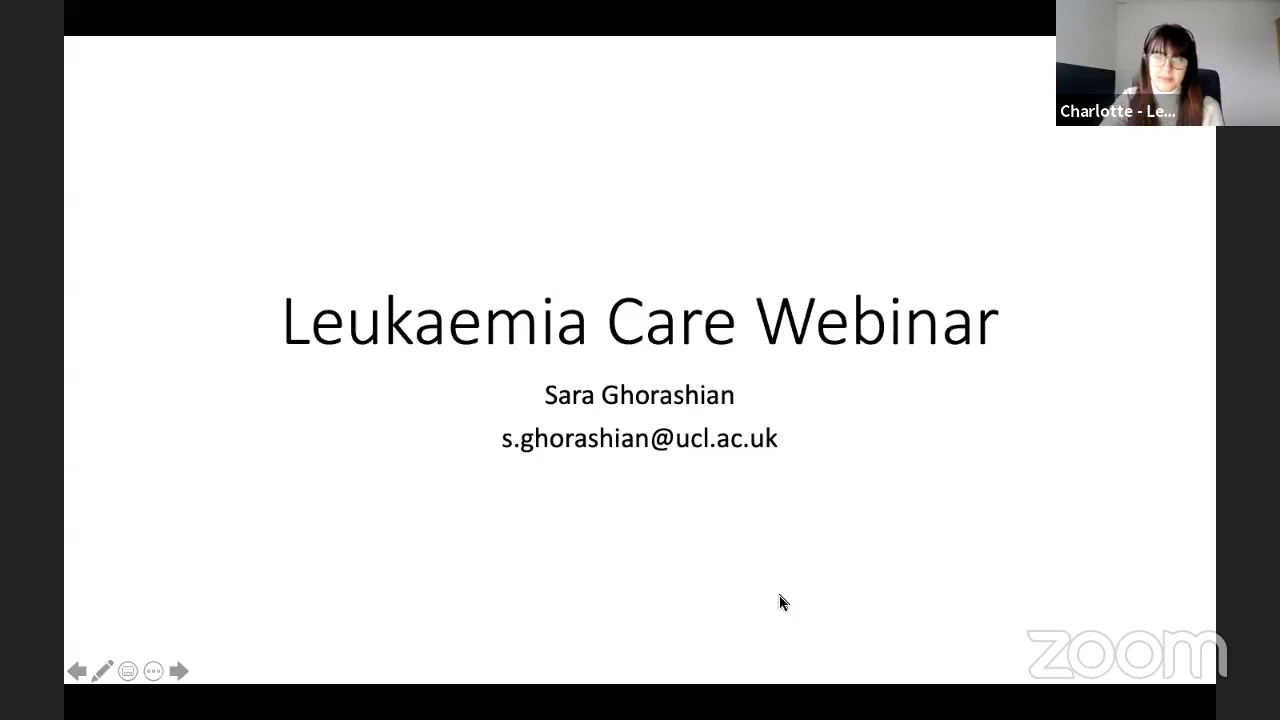 Charlotte - Le...
Leukaemia Care Webinar
Sara Ghorashian
s.ghorashian@ucl.ac.uk
zoom